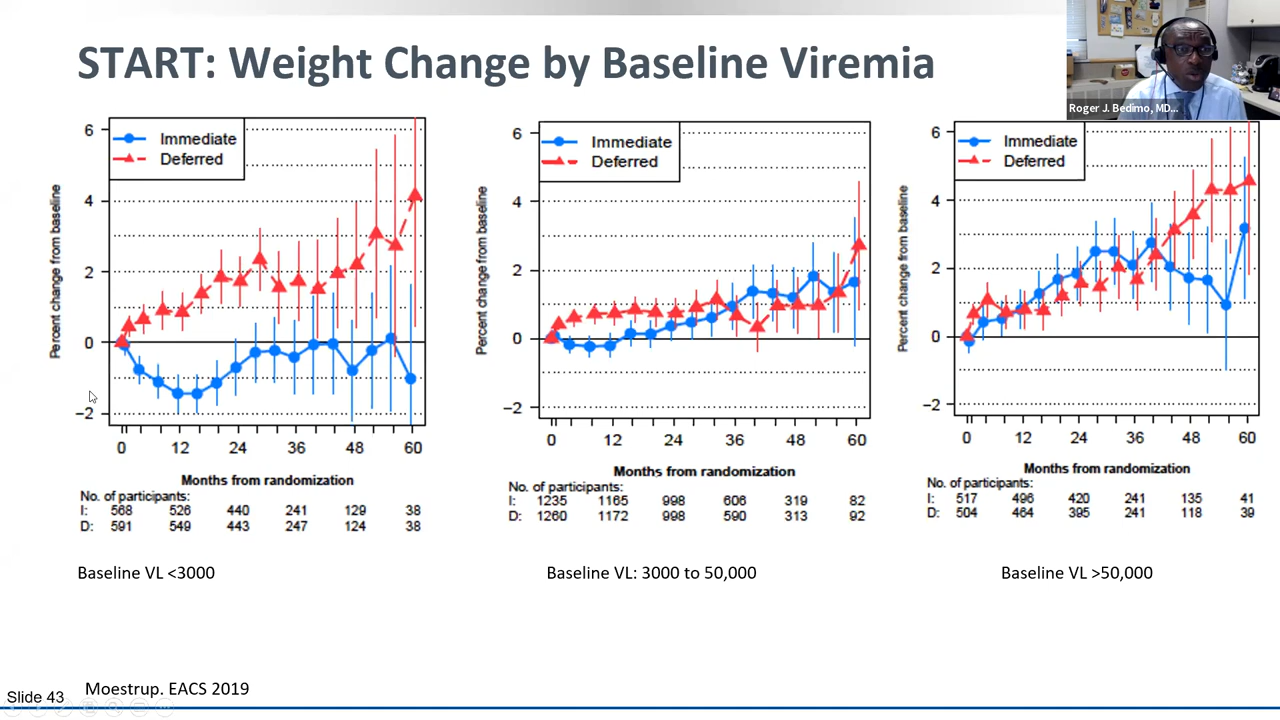 START: Weight Change by Baseline Viremia
Roger J. Bedimo, MD...
Immediate
Deferred
Percent change from baseline
6
4
2
0
−2
0 12 24 36 48 60
Months from randomization
No. of participants:
I: 568 526 440 241 129 38
D: 591 549 443 247 124 38
Baseline VL <3000
Immediate
Deferred
Percent change from baseline
6
4
2
0
−2
0 12 24 36 48 60
Months from randomization
No. of participants:
I: 1235 1165 998 606 319 82
D: 1260 1172 998 590 313 92
Baseline VL: 3000 to 50,000
Immediate
Deferred
Percent change from baseline
6
4
2
0
−2
0 12 24 36 48 60
Months from randomization
No. of participants:
I: 517 496 420 241 135 41
D: 504 464 395 241 118 39
Baseline VL >50,000
Moestrup. EACS 2019
Slide 43